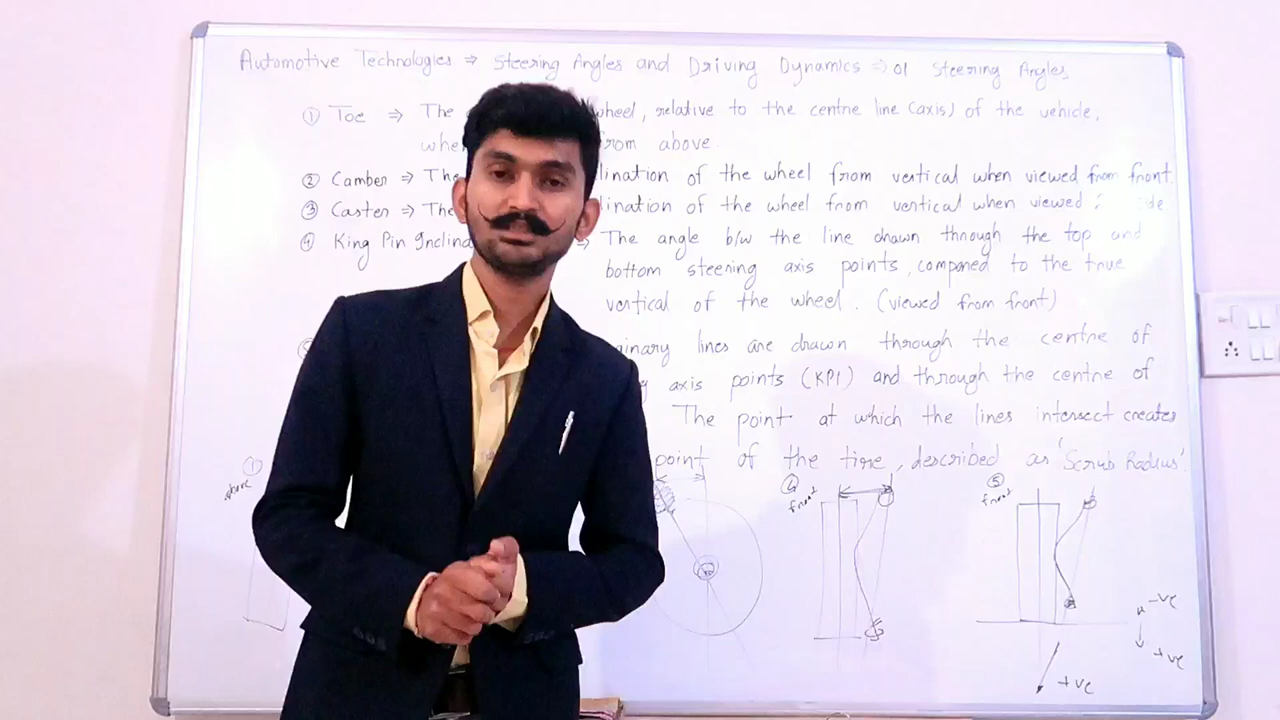 Automotive Technologies ⇒ Steering Angles and Driving Dynamics ⇒ 01 Steering Angles
① Toe ⇒ The wheel, relative to the centre line (axis) of the vehicle,
whe from above.
② Camber ⇒ The lination of the wheel from vertical when viewed from front.
③ Caster ⇒ The lination of the wheel from vertical when viewed ide
④ King Pin Inclina ⇒ The angle b/w the line drawn through the top and
bottom steering axis points, compared to the true
vertical of the wheel. (viewed from front)
ginary lines are drawn through the centre of
g axis points (KPI) and through the centre of
The point at which the lines intersect creates
point of the tire, described as 'Scrub Radius'.
① above
④ front
⑤ front
-ve
+ve
+ve